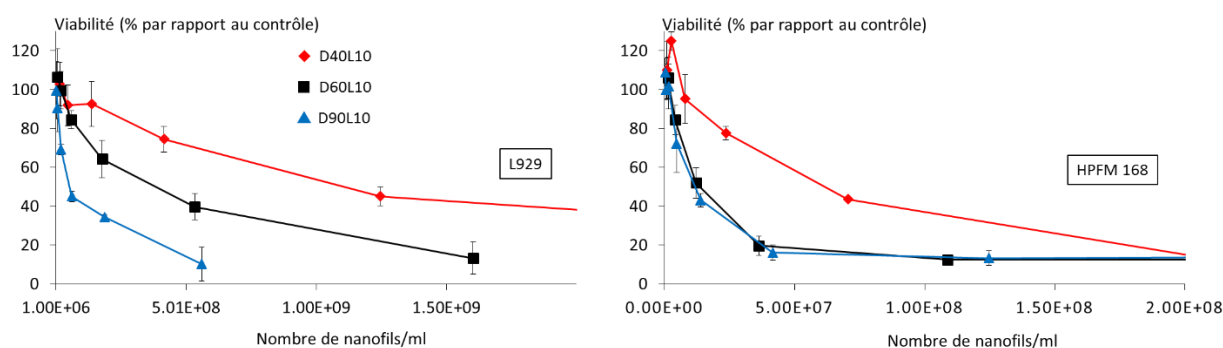 Viabilité (% par rapport au contrôle)
120
100
80
60
40
20
0
D40L10
D60L10
D90L10
L929
1.00E+06 5.01E+08 1.00E+09 1.50E+09
Nombre de nanofils/ml
Viabilité (% par rapport au contrôle)
120
100
80
60
40
20
0
HPFM 168
0.00E+00 5.00E+07 1.00E+08 1.50E+08 2.00E+08
Nombre de nanofils/ml